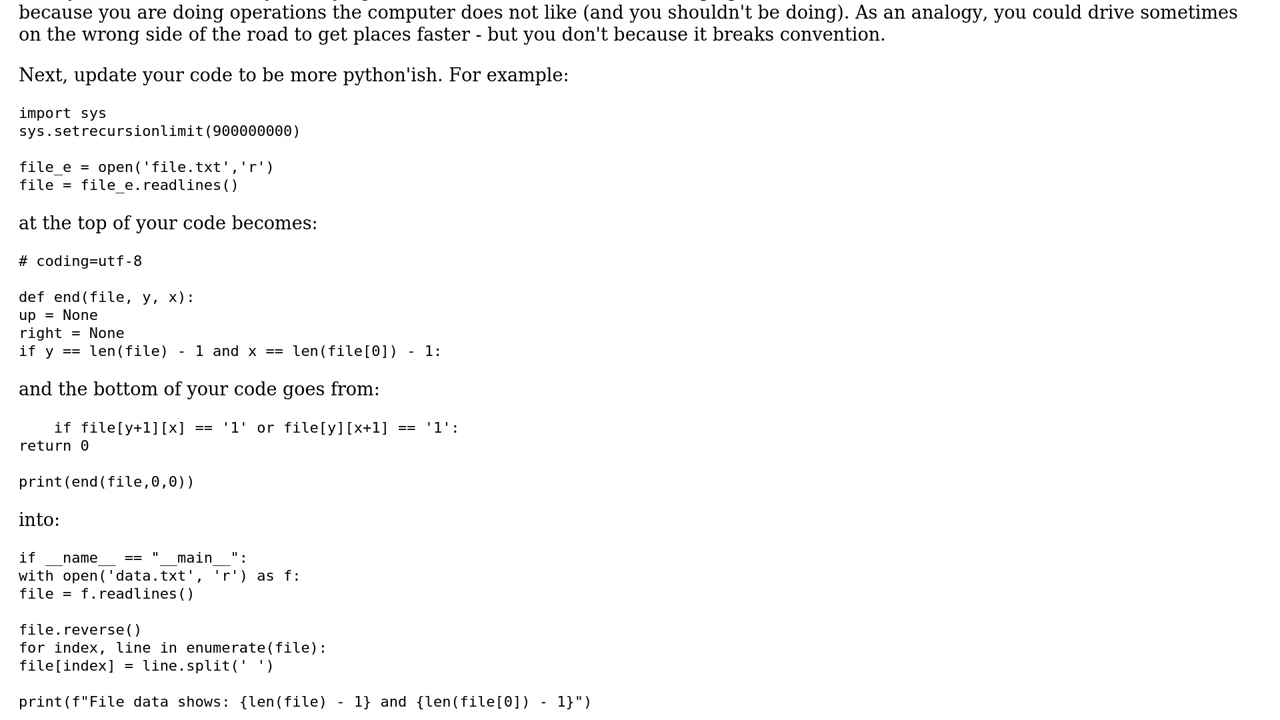 because you are doing operations the computer does not like (and you shouldn't be doing). As an analogy, you could drive sometimes
on the wrong side of the road to get places faster - but you don't because it breaks convention.
Next, update your code to be more python'ish. For example:
import sys
sys.setrecursionlimit(900000000)
file_e = open('file.txt','r')
file = file_e.readlines()
at the top of your code becomes:
# coding=utf-8
def end(file, y, x):
up = None
right = None
if y == len(file) - 1 and x == len(file[0]) - 1:
and the bottom of your code goes from:
    if file[y+1][x] == '1' or file[y][x+1] == '1':
return 0
print(end(file,0,0))
into:
if __name__ == "__main__":
with open('data.txt', 'r') as f:
file = f.readlines()
file.reverse()
for index, line in enumerate(file):
file[index] = line.split(' ')
print(f"File data shows: {len(file) - 1} and {len(file[0]) - 1}")